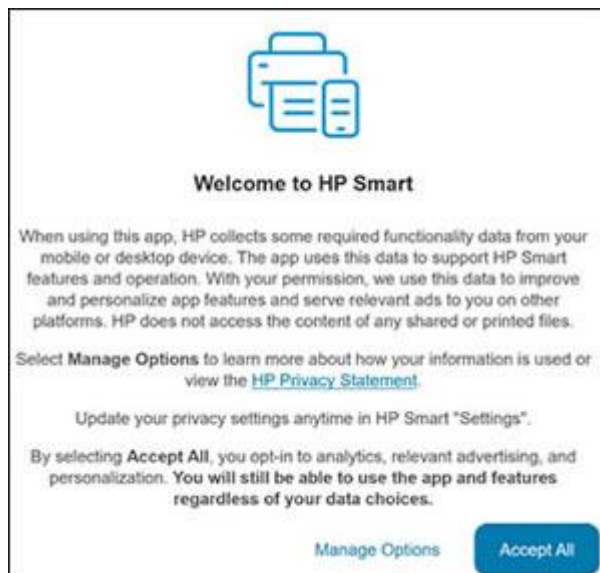 Welcome to HP Smart
When using this app, HP collects some required functionality data from your
mobile or desktop device. The app uses this data to support HP Smart
features and operation. With your permission, we use this data to improve
and personalize app features and serve relevant ads to you on other
platforms. HP does not access the content of any shared or printed files.
Select Manage Options to learn more about how your information is used or
view the HP Privacy Statement.
Update your privacy settings anytime in HP Smart "Settings".
By selecting Accept All, you opt-in to analytics, relevant advertising, and
personalization. You will still be able to use the app and features
regardless of your data choices.
Manage Options Accept All